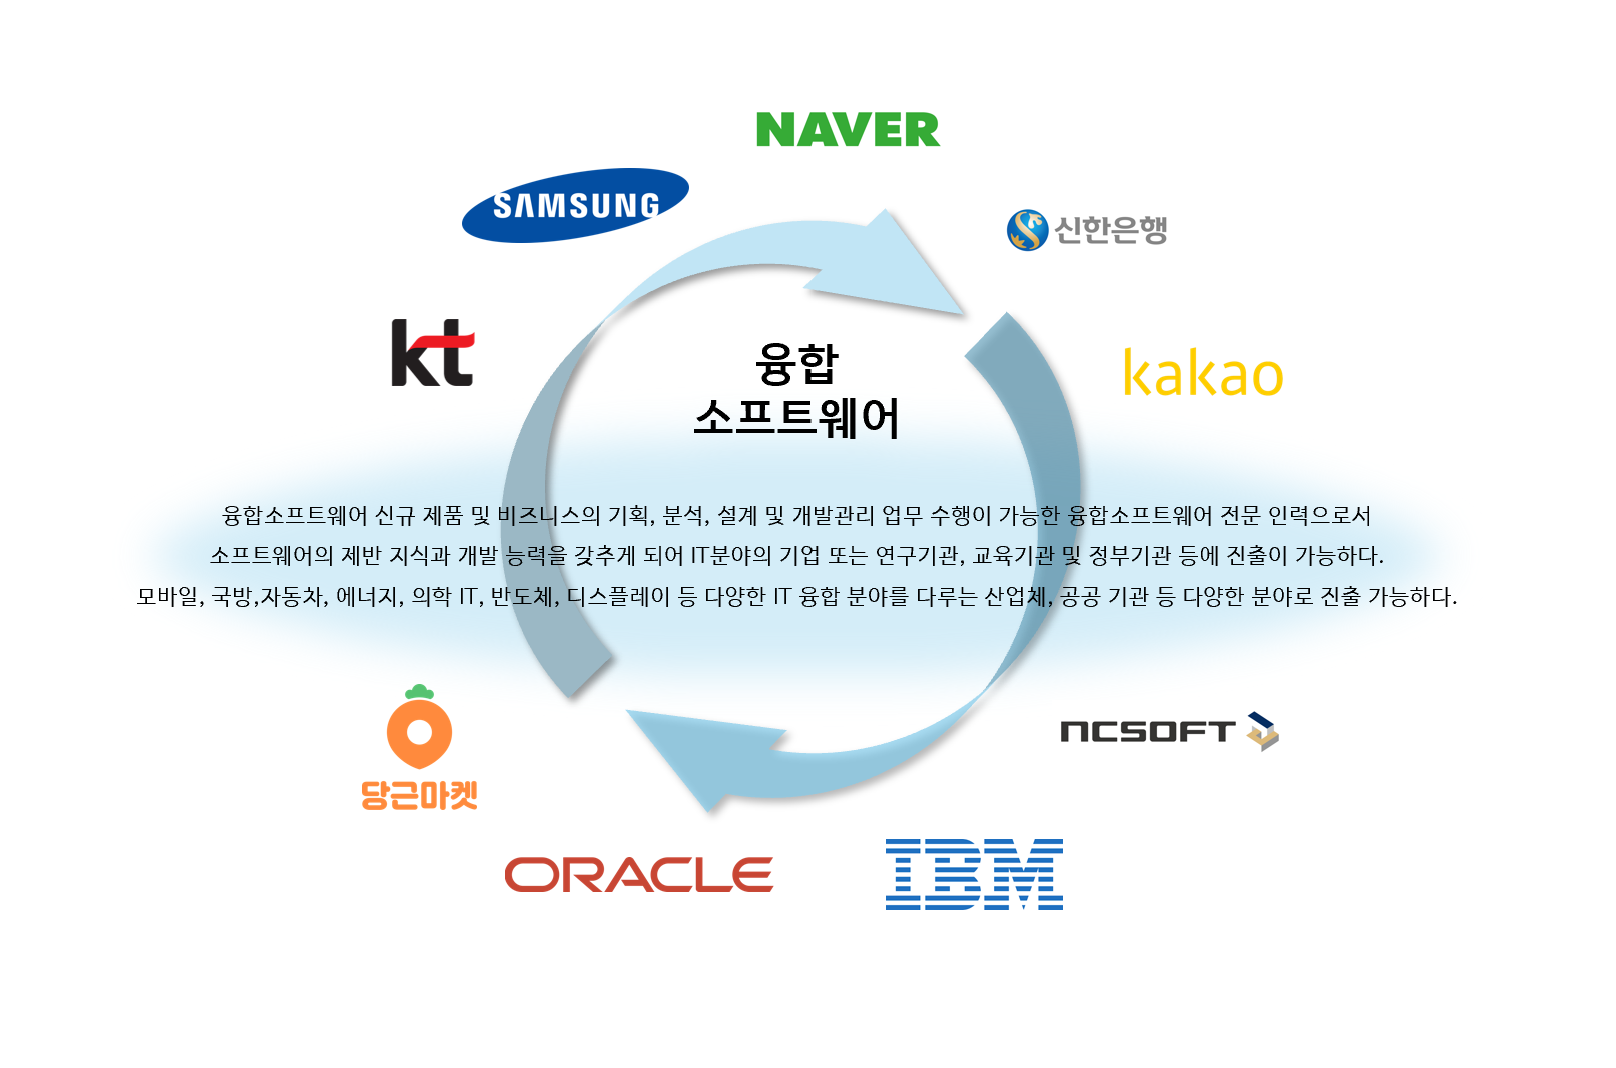 NAVER
SAMSUNG
신한은행
kt
kakao
융합
소프트웨어
융합소프트웨어 신규 제품 및 비즈니스의 기획, 분석, 설계 및 개발관리 업무 수행이 가능한 융합소프트웨어 전문 인력으로서
소프트웨어의 제반 지식과 개발 능력을 갖추게 되어 IT분야의 기업 또는 연구기관, 교육기관 및 정부기관 등에 진출이 가능하다.
모바일, 국방,자동차, 에너지, 의학 IT, 반도체, 디스플레이 등 다양한 IT 융합 분야를 다루는 산업체, 공공 기관 등 다양한 분야로 진출 가능하다.
NCSOFT
당근마켓
ORACLE
IBM